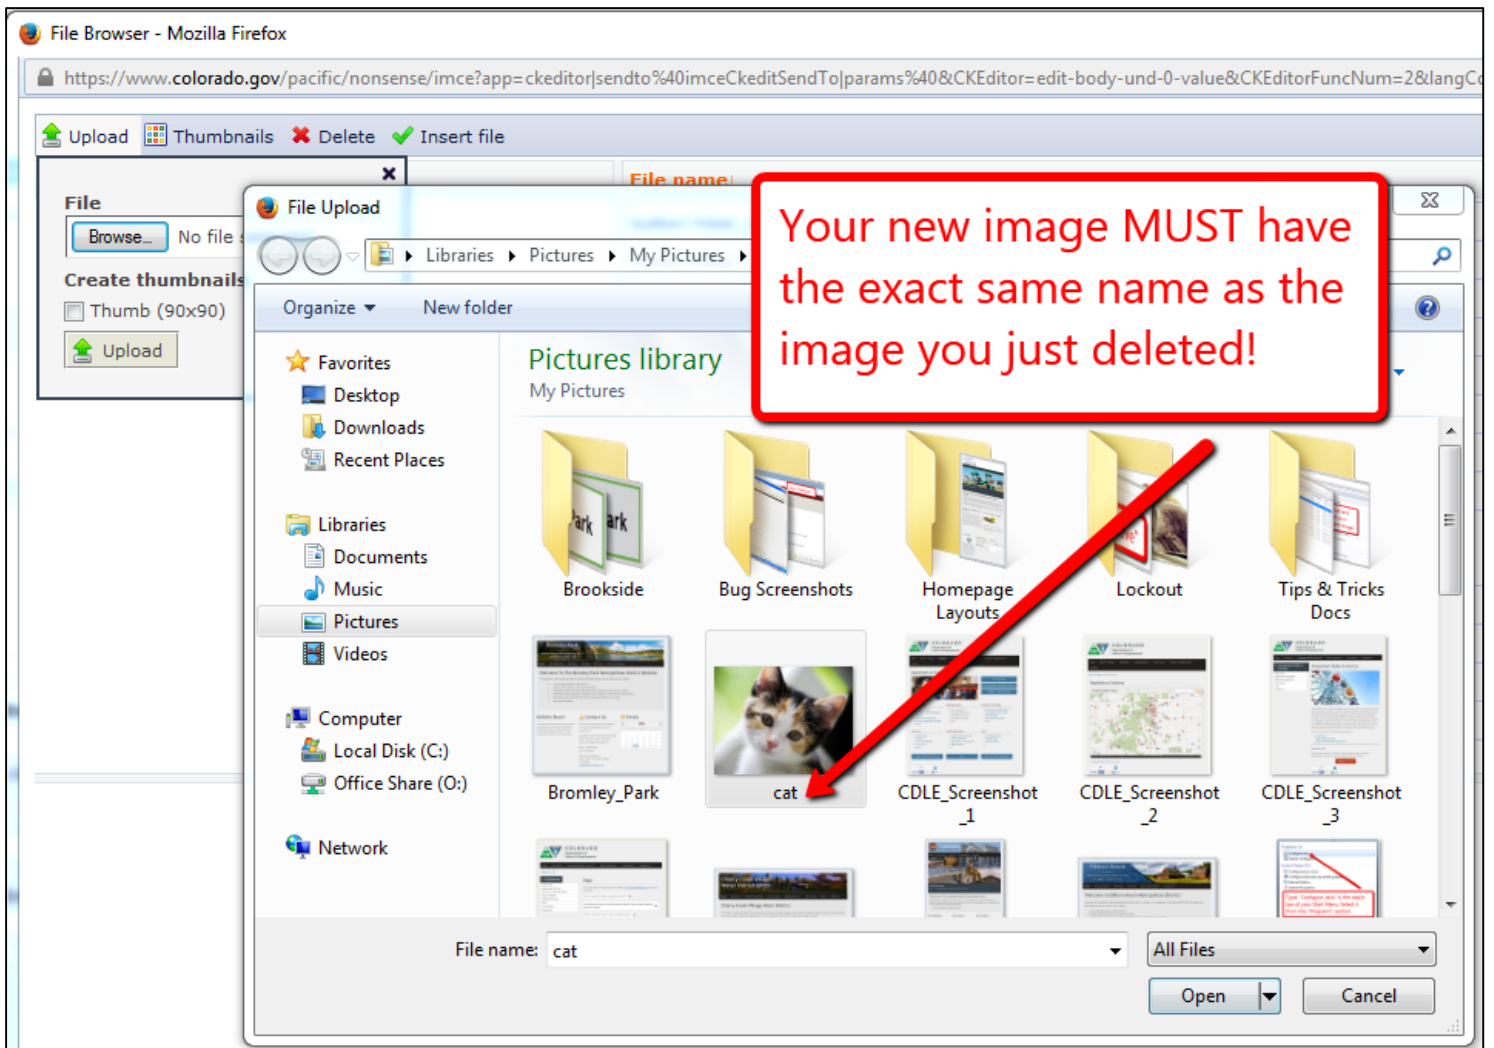 File Browser - Mozilla Firefox
https://www.colorado.gov/pacific/nonsense/imce?app=ckeditor|sendto%40imceCkeditSendTo|params%40&CKEditor=edit-body-und-0-value&CKEditorFuncNum=2&langCo
Upload Thumbnails Delete Insert file
File name
File
Browse... No file s
Create thumbnails
Thumb (90x90)
Upload
File Upload
Libraries Pictures My Pictures
Your new image MUST have
the exact same name as the
image you just deleted!
Organize New folder
Favorites
Desktop
Downloads
Recent Places
Libraries
Documents
Music
Pictures
Videos
Computer
Local Disk (C:)
Office Share (O:)
Network
Pictures library
My Pictures
Park ark
Brookside Bug Screenshots Homepage Lockout Tips & Tricks
Layouts Docs
Bromley_Park cat CDLE_Screenshot CDLE_Screenshot CDLE_Screenshot
_1 _2 _3
File name: cat All Files
Open Cancel